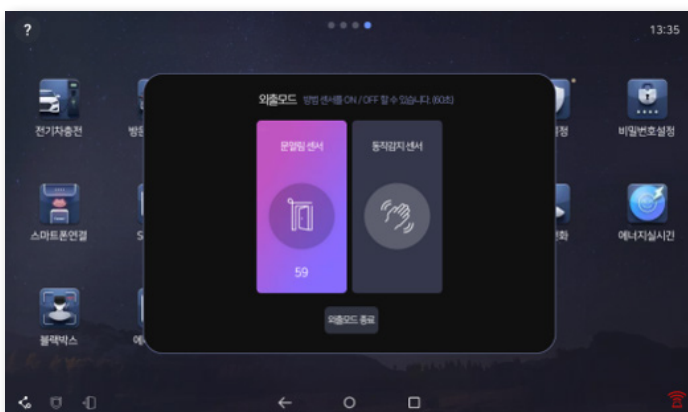 ?
13:35
외출모드 방범 센서를 ON / OFF 할 수 있습니다. (60초)
문열림 센서
동작감지 센서
59
외출모드 종료
전기차충전
비밀번호설정
스마트폰연결
에너지실시간
블랙박스